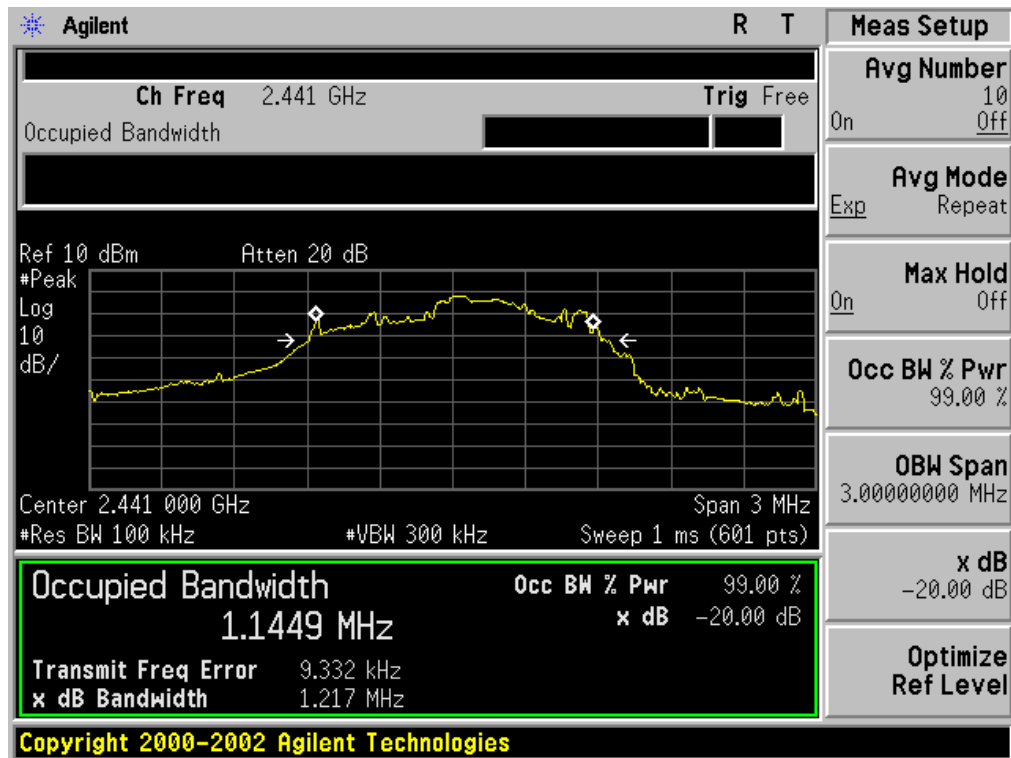 Agilent R T
Ch Freq 2.441 GHz Trig Free
Occupied Bandwidth
Ref 10 dBm Atten 20 dB
#Peak
Log
10
dB/
Center 2.441 000 GHz Span 3 MHz
#Res BW 100 kHz #VBW 300 kHz Sweep 1 ms (601 pts)
Occupied Bandwidth Occ BW % Pwr 99.00 %
1.1449 MHz x dB -20.00 dB
Transmit Freq Error 9.332 kHz
x dB Bandwidth 1.217 MHz
Copyright 2000-2002 Agilent Technologies
Meas Setup
Avg Number
10
On Off
Avg Mode
Exp Repeat
Max Hold
On Off
Occ BW % Pwr
99.00 %
OBW Span
3.00000000 MHz
x dB
-20.00 dB
Optimize
Ref Level